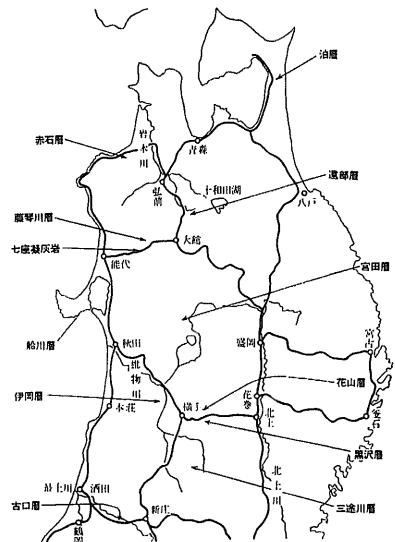 泊層
赤石層
岩木川
青森
弘前
十和田湖
遠部層
八戸
藤琴川層
大館
七座凝灰岩
能代
宮田層
船川層
秋田
盛岡
宮古
雄物川
花山層
伊岡層
横手
花巻
釜石
本荘
北上
黒沢層
北上川
最上川
酒田
三途川層
古口層
新庄
鶴岡